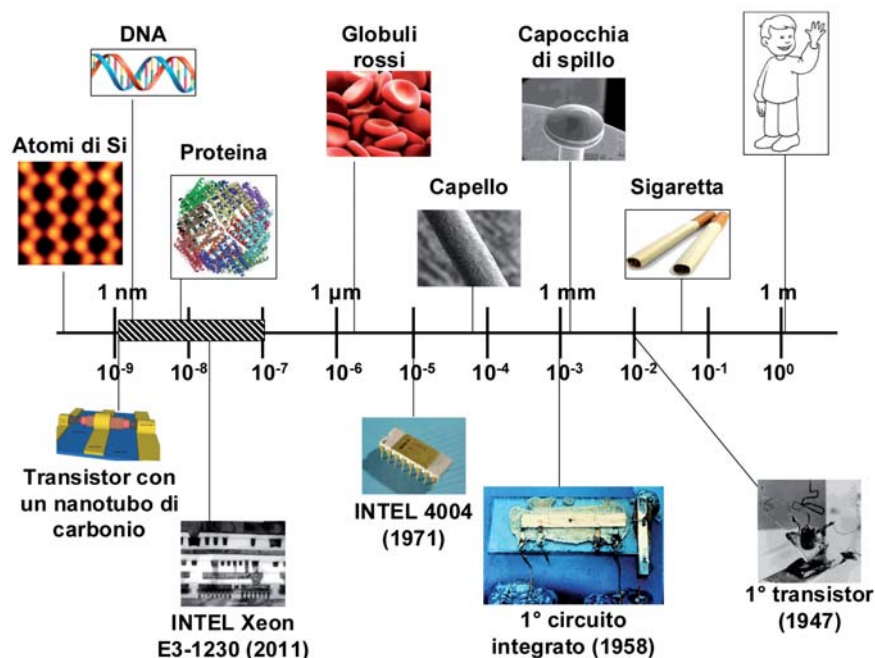 DNA
Globuli
rossi
Capocchia
di spillo
Atomi di Si
Proteina
Capello
Sigaretta
1 nm
1 µm
1 mm
1 m
10⁻⁹
10⁻⁸
10⁻⁷
10⁻⁶
10⁻⁵
10⁻⁴
10⁻³
10⁻²
10⁻¹
10⁰
Transistor con
un nanotubo di
carbonio
INTEL Xeon
E3-1230 (2011)
INTEL 4004
(1971)
1° circuito
integrato (1958)
1° transistor
(1947)